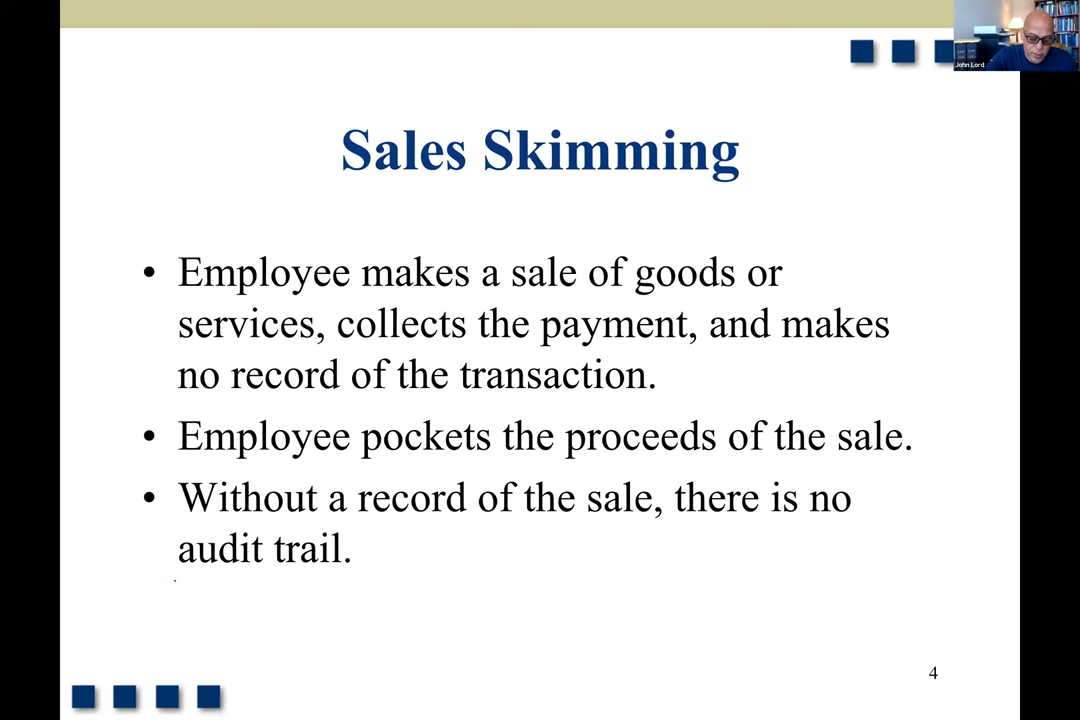 John Lord
Sales Skimming
• Employee makes a sale of goods or
services, collects the payment, and makes
no record of the transaction.
• Employee pockets the proceeds of the sale.
• Without a record of the sale, there is no
audit trail.
4